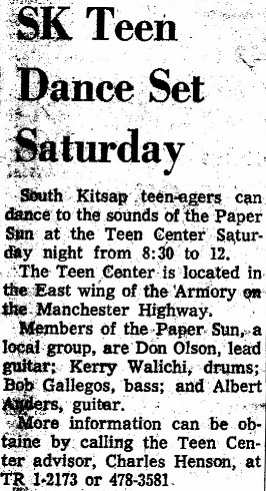 SK Teen
Dance Set
Saturday
South Kitsap teen-agers can
dance to the sounds of the Paper
Sun at the Teen Center Satur-
day night from 8:30 to 12.
The Teen Center is located in
the East wing of the Armory on
the Manchester Highway.
Members of the Paper Sun, a
local group, are Don Olson, lead
guitar; Kerry Walichi, drums;
Bob Gallegos, bass; and Albert
Anders, guitar.
More information can be ob-
taine by calling the Teen Cen-
ter advisor, Charles Henson, at
TR 1-2173 or 478-3581